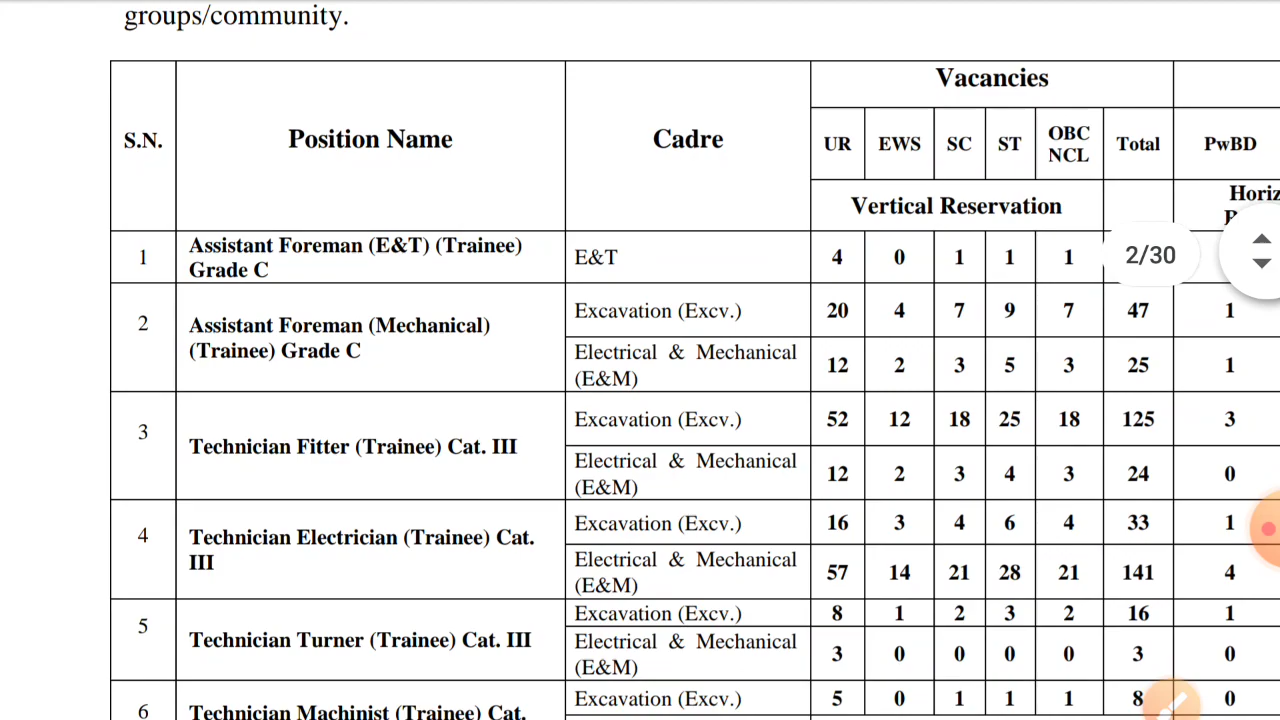 groups/community.
S.N. Position Name Cadre Vacancies
UR EWS SC ST OBC NCL Total PwBD
Vertical Reservation Horiz
1 Assistant Foreman (E&T) (Trainee) Grade C E&T 4 0 1 1 1
2/30
2 Assistant Foreman (Mechanical) (Trainee) Grade C Excavation (Excv.) 20 4 7 9 7 47 1
Electrical & Mechanical (E&M) 12 2 3 5 3 25 1
3 Technician Fitter (Trainee) Cat. III Excavation (Excv.) 52 12 18 25 18 125 3
Electrical & Mechanical (E&M) 12 2 3 4 3 24 0
4 Technician Electrician (Trainee) Cat. III Excavation (Excv.) 16 3 4 6 4 33 1
Electrical & Mechanical (E&M) 57 14 21 28 21 141 4
5 Technician Turner (Trainee) Cat. III Excavation (Excv.) 8 1 2 3 2 16 1
Electrical & Mechanical (E&M) 3 0 0 0 0 3 0
6 Technician Machinist (Trainee) Cat. Excavation (Excv.) 5 0 1 1 1 8 0